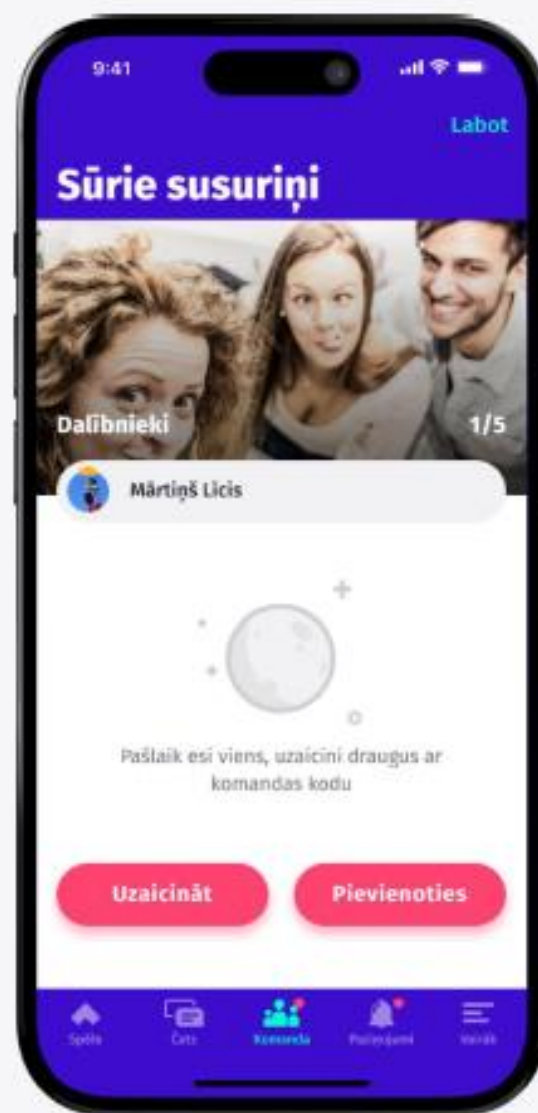 9:41
Labot
Sūrie susuriņi
Dalībnieki 1/5
Mārtiņš Licis
Pašlaik esi viens, uzaicini draugus ar
komandas kodu
Uzaicināt Pievienoties
Spēle Čats Komanda Paziņojumi Vairāk